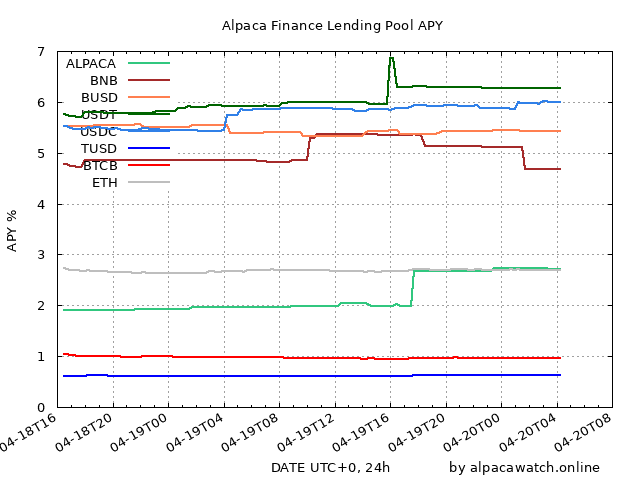 Alpaca Finance Lending Pool APY
7
6
5
4
3
2
1
0
APY %
ALPACA
BNB
BUSD
USDT
USDC
TUSD
BTCB
ETH
04-18T16
04-18T20
04-19T00
04-19T04
04-19T08
04-19T12
04-19T16
04-19T20
04-20T00
04-20T04
04-20T08
DATE UTC+0, 24h
by alpacawatch.online